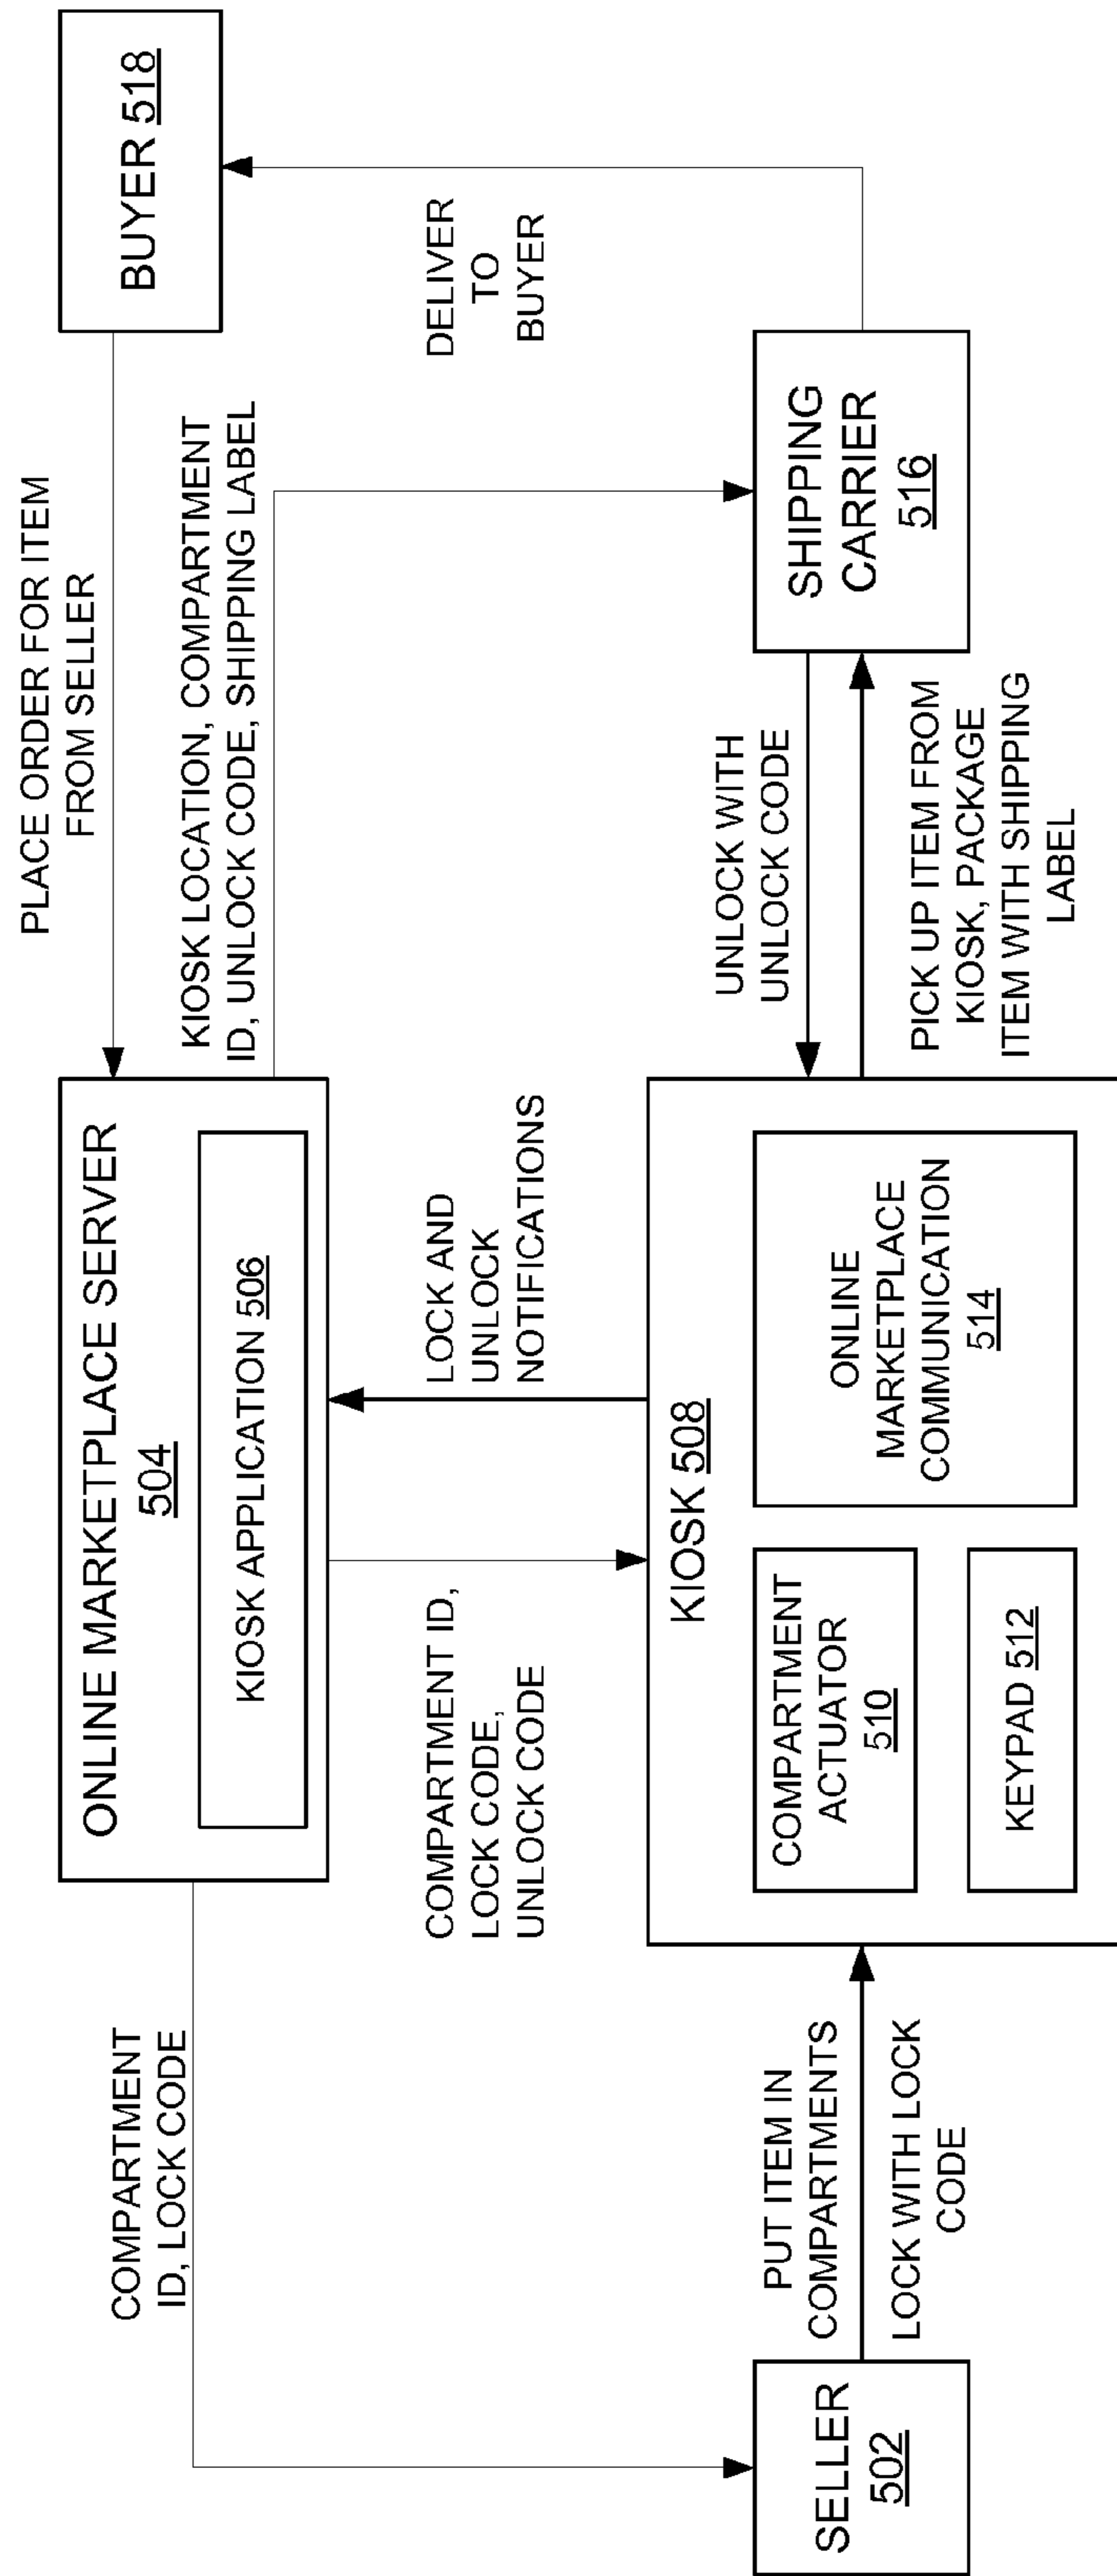 ONLINE MARKETPLACE SERVER
504
KIOSK APPLICATION 506
PLACE ORDER FOR ITEM
FROM SELLER
BUYER 518
COMPARTMENT
ID, LOCK CODE
KIOSK LOCATION, COMPARTMENT
ID, UNLOCK CODE, SHIPPING LABEL
COMPARTMENT ID,
LOCK CODE,
UNLOCK CODE
LOCK AND
UNLOCK
NOTIFICATIONS
DELIVER
TO
BUYER
SELLER
502
PUT ITEM IN
COMPARTMENTS
LOCK WITH LOCK
CODE
KIOSK 508
COMPARTMENT
ACTUATOR
510
KEYPAD 512
ONLINE
MARKETPLACE
COMMUNICATION
514
UNLOCK WITH
UNLOCK CODE
PICK UP ITEM FROM
KIOSK, PACKAGE
ITEM WITH SHIPPING
LABEL
SHIPPING
CARRIER
516